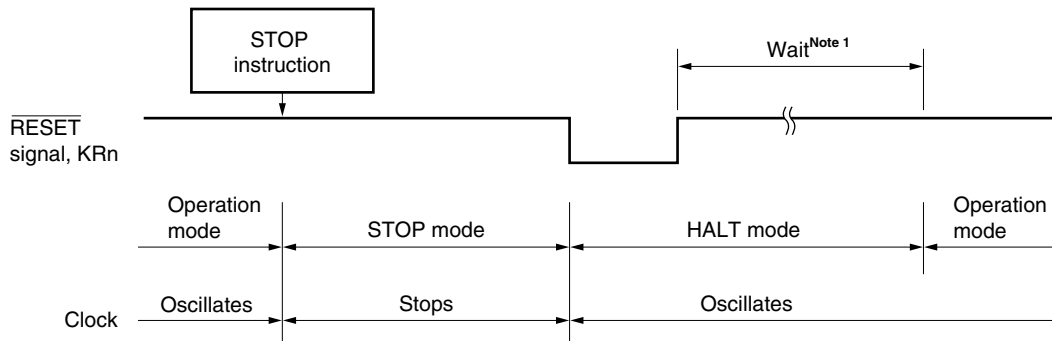 STOP
instruction
Wait Note 1
RESET
signal, KRn
Operation
mode
STOP mode
HALT mode
Operation
mode
Clock
Oscillates
Stops
Oscillates